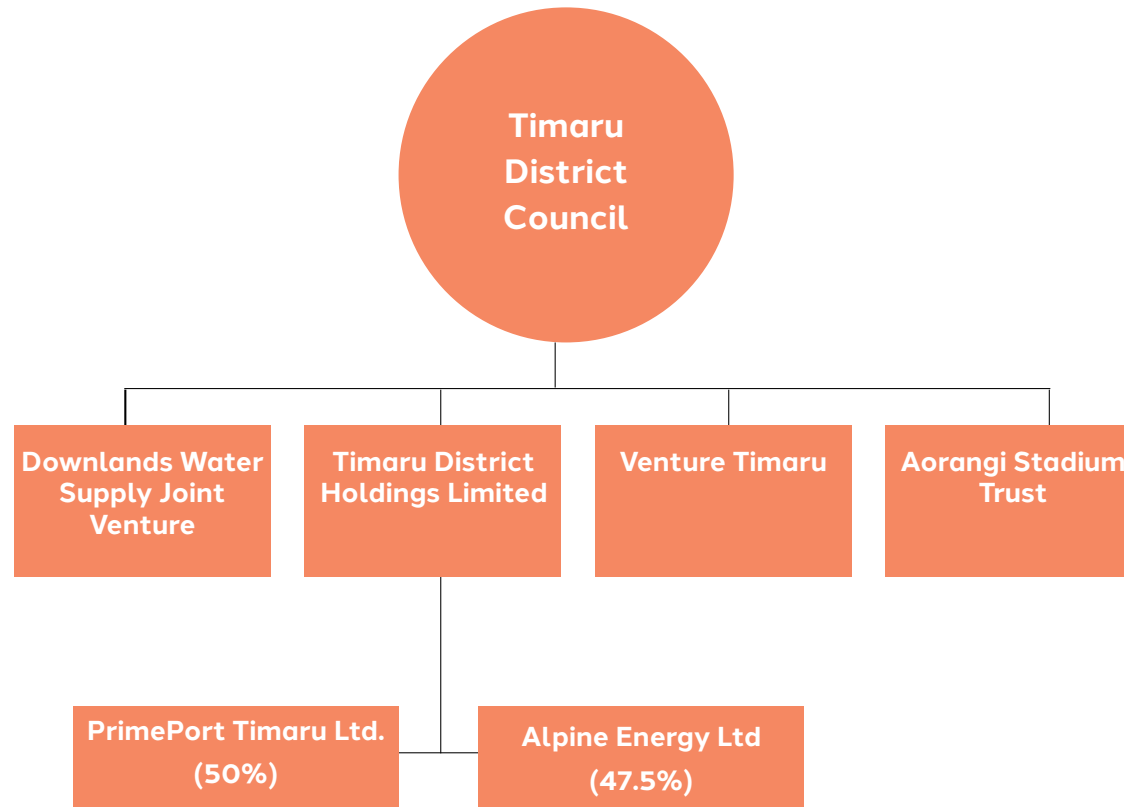 Timaru
District
Council
Downlands Water
Supply Joint
Venture
Timaru District
Holdings Limited
Venture Timaru
Aorangi Stadium
Trust
PrimePort Timaru Ltd.
(50%)
Alpine Energy Ltd
(47.5%)